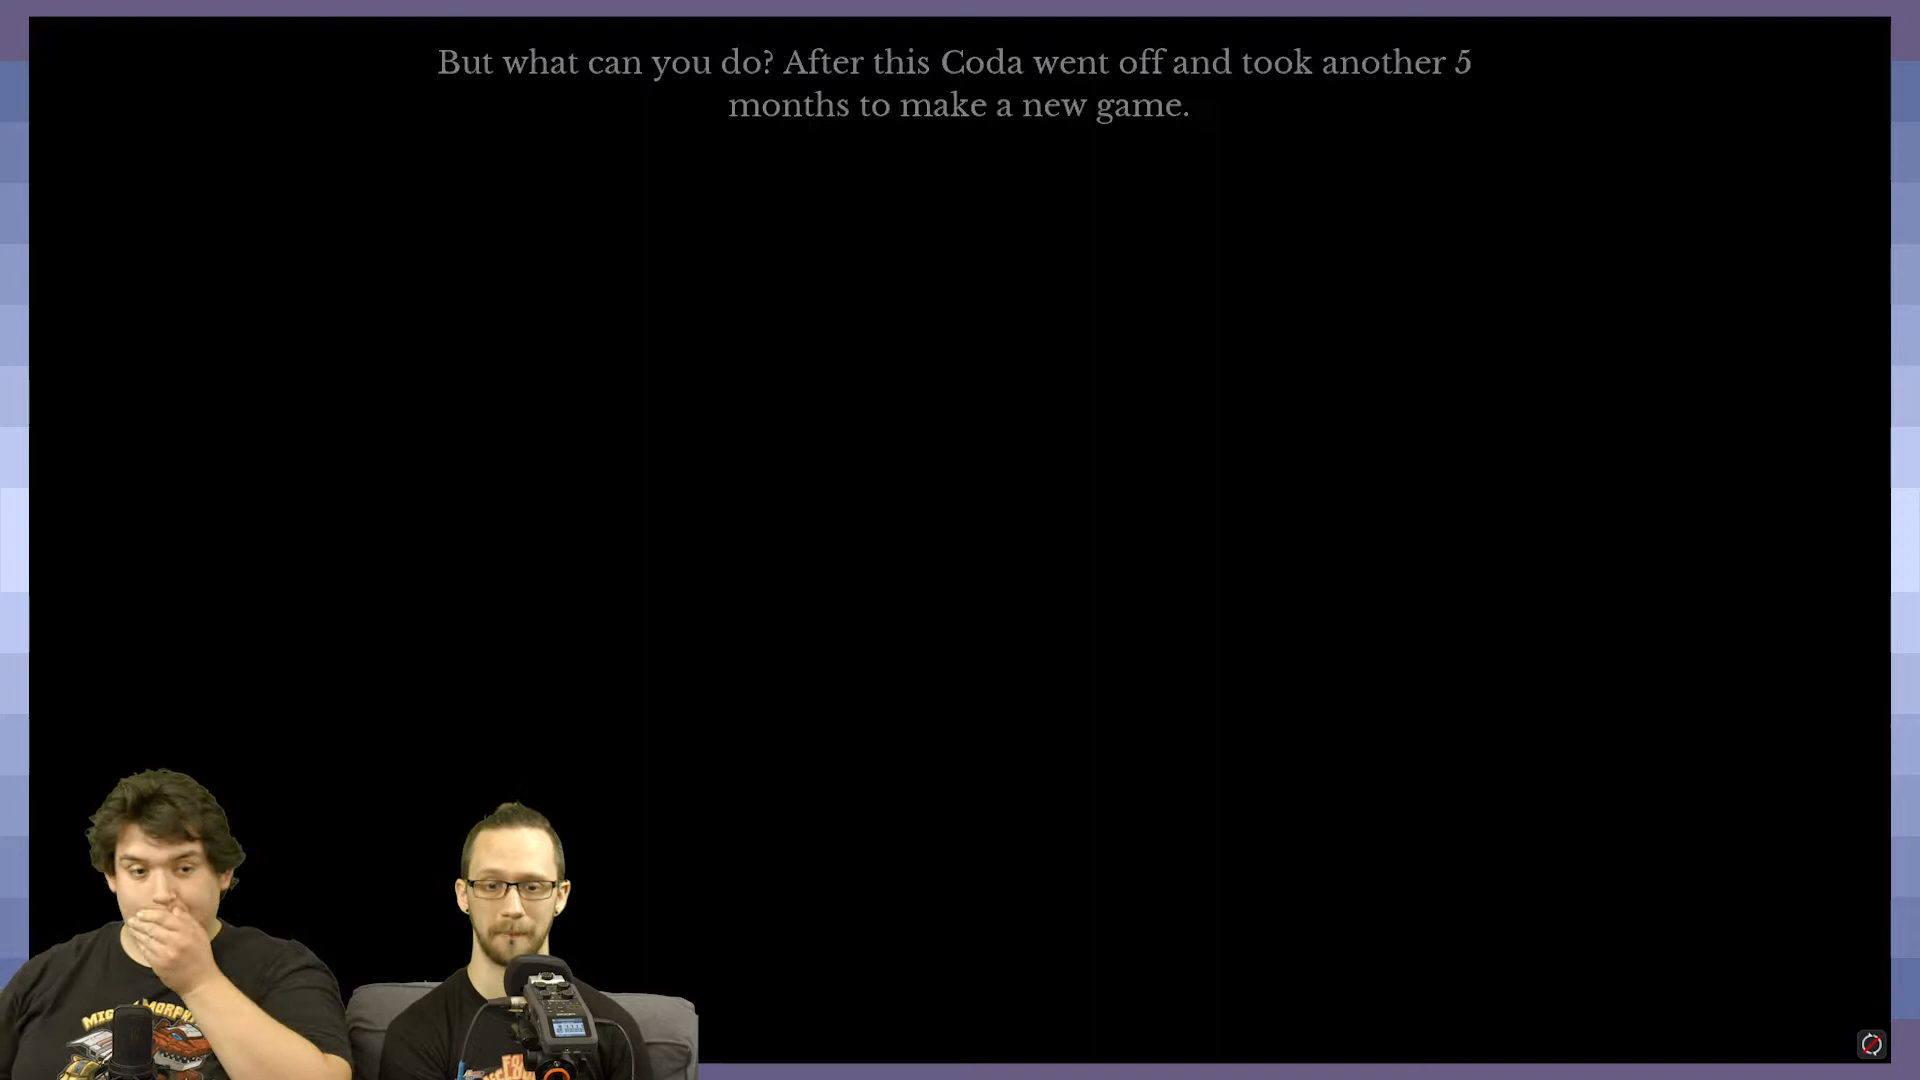 But what can you do? After this Coda went off and took another 5
months to make a new game.
MORPH